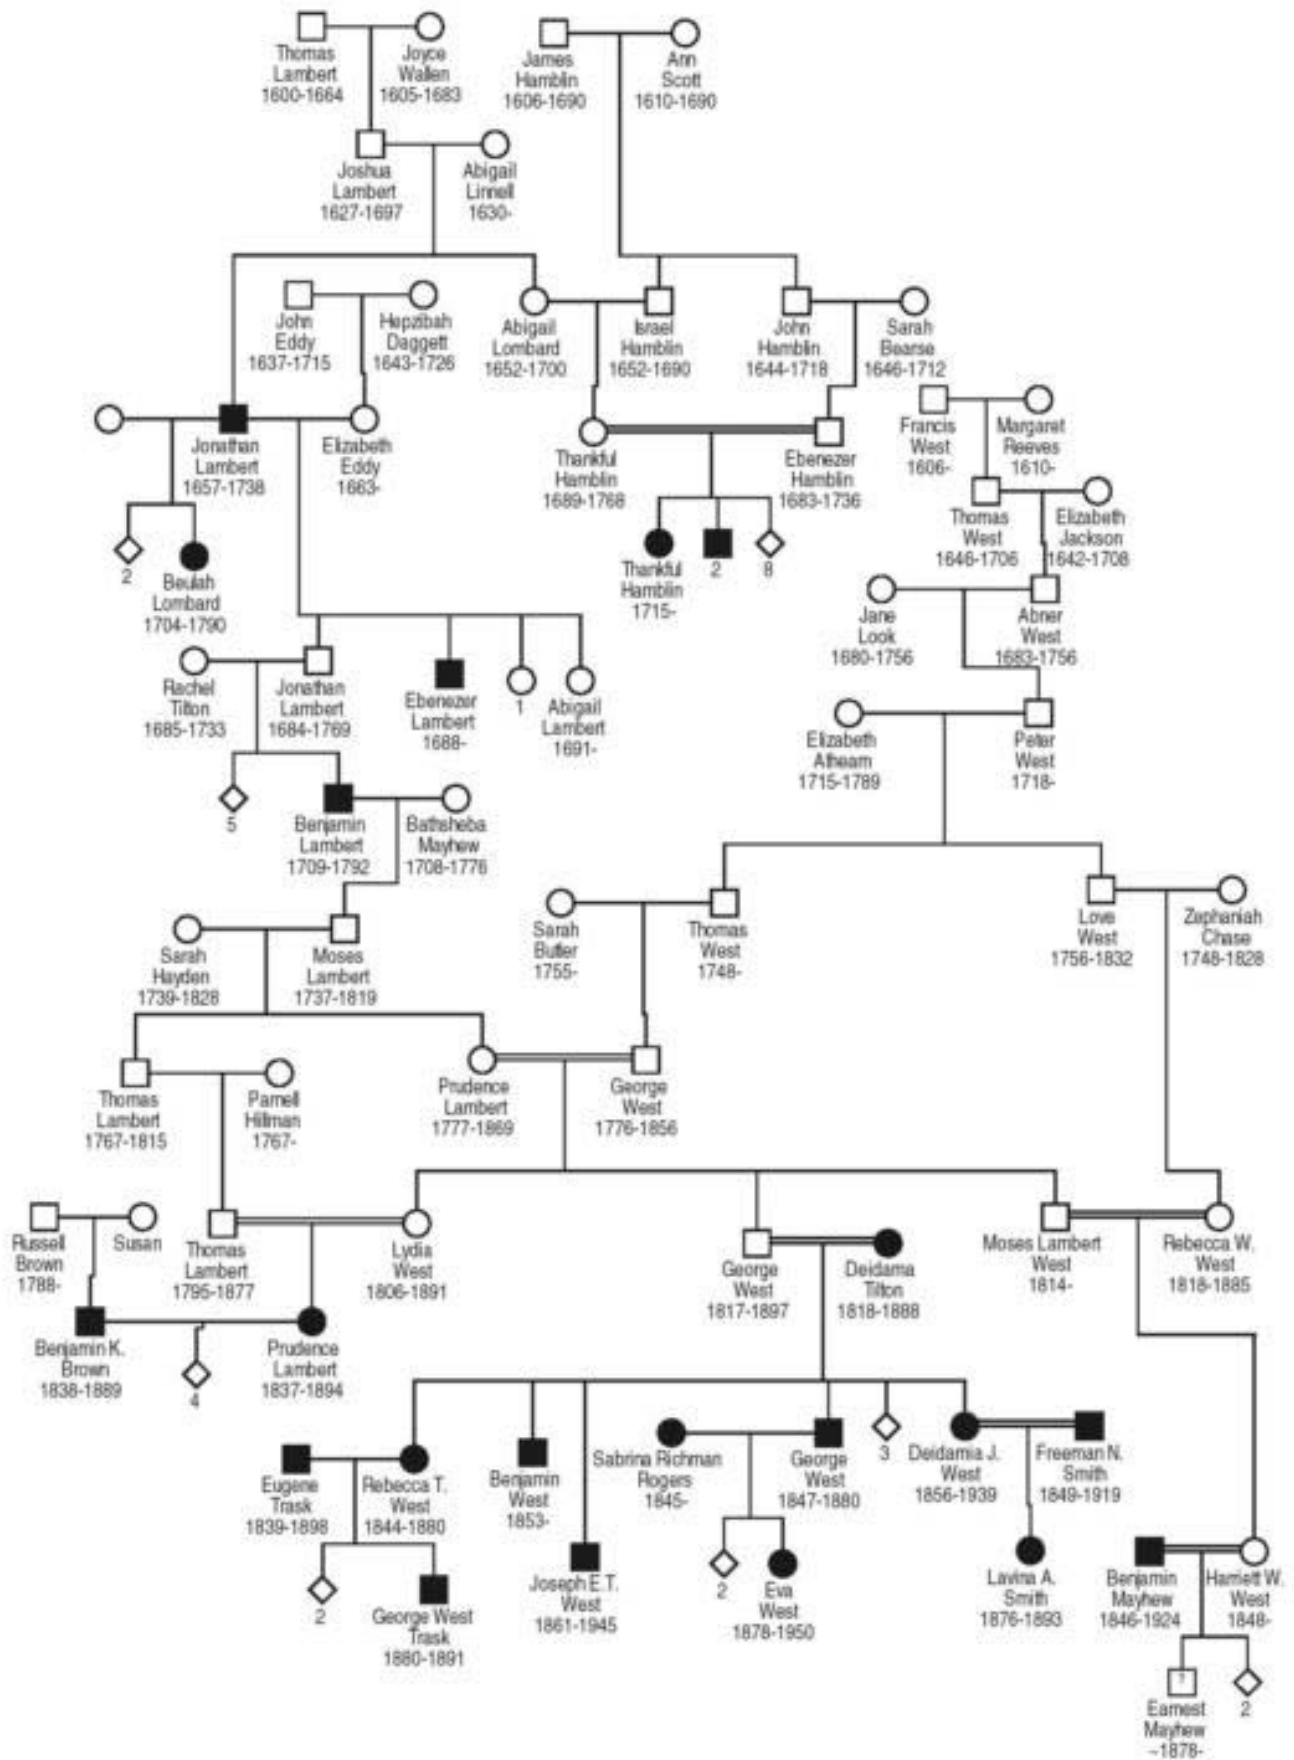 Thomas
Lambert
1600-1664
Joyce
Wallen
1605-1683
James
Hamblin
1606-1690
Ann
Scott
1610-1690
Joshua
Lambert
1627-1697
Abigail
Linnell
1630-
John
Eddy
1637-1715
Hepzibah
Daggett
1643-1726
Abigail
Lombard
1652-1700
Israel
Hamblin
1652-1690
John
Hamblin
1644-1718
Sarah
Bearse
1646-1712
Jonathan
Lambert
1657-1738
Elizabeth
Eddy
1663-
Thankful
Hamblin
1689-1768
Ebenezer
Hamblin
1683-1736
Francis
West
1606-
Margaret
Reeves
1610-
Thomas
West
1646-1706
Elizabeth
Jackson
1642-1708
2
Beulah
Lombard
1704-1790
Thankful
Hamblin
1715-
2
8
Jane
Look
1680-1756
Abner
West
1683-1756
Rachel
Tilton
1685-1733
Jonathan
Lambert
1684-1769
Ebenezer
Lambert
1688-
1
Abigail
Lambert
1691-
Elizabeth
Athearn
1715-1789
Peter
West
1718-
5
Benjamin
Lambert
1709-1792
Bathsheba
Mayhew
1708-1776
Sarah
Hayden
1739-1828
Moses
Lambert
1737-1819
Sarah
Butler
1755-
Thomas
West
1748-
Love
West
1756-1832
Zephaniah
Chase
1748-1828
Thomas
Lambert
1767-1815
Parnell
Hillman
1767-
Prudence
Lambert
1777-1869
George
West
1776-1856
Russell
Brown
1788-
Susan
Thomas
Lambert
1795-1877
Lydia
West
1806-1891
George
West
1817-1897
Deidama
Tilton
1818-1888
Moses Lambert
West
1814-
Rebecca W.
West
1818-1885
Benjamin K.
Brown
1838-1889
4
Prudence
Lambert
1837-1894
Eugene
Trask
1839-1898
Rebecca T.
West
1844-1880
Benjamin
West
1853-
Sabrina Richman
Rogers
1845-
George
West
1847-1880
3
Deidamia J.
West
1856-1939
Freeman N.
Smith
1849-1919
2
George West
Trask
1880-1891
Joseph E.T.
West
1861-1945
2
Eva
West
1878-1950
Lavina A.
Smith
1876-1893
Benjamin
Mayhew
1846-1924
Harriett W.
West
1848-
?
Earnest
Mayhew
~1878-
2